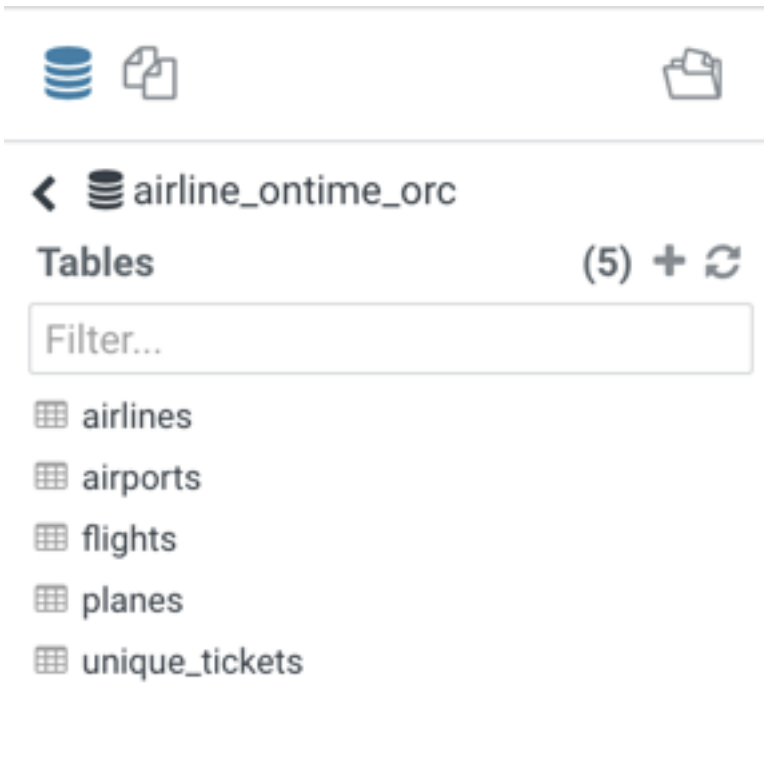 airline_ontime_orc
Tables (5)
Filter...
airlines
airports
flights
planes
unique_tickets